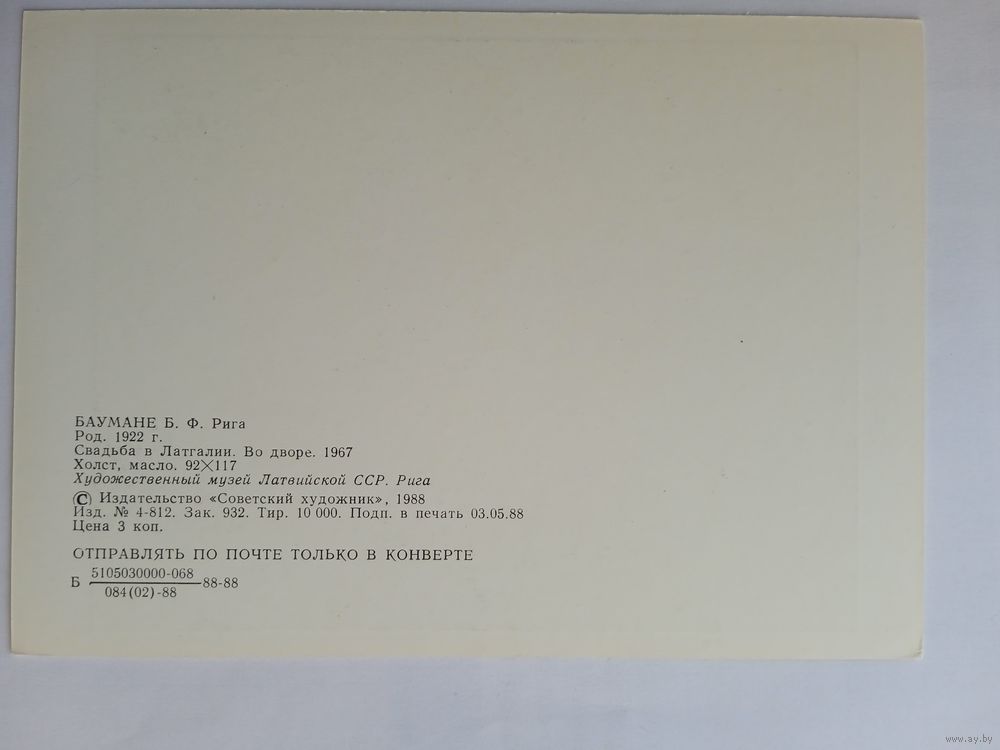 БАУМАНЕ Б. Ф. Рига
Род. 1922 г.
Свадьба в Латгалии. Во дворе. 1967
Холст, масло. 92×117
Художественный музей Латвийской ССР. Рига
© Издательство «Советский художник», 1988
Изд. № 4-812. Зак. 932. Тир. 10 000. Подп. в печать 03.05.88
Цена 3 коп.
ОТПРАВЛЯТЬ ПО ПОЧТЕ ТОЛЬКО В КОНВЕРТЕ
5105030000-068
Б 88-88
084(02)-88
www.ay.by